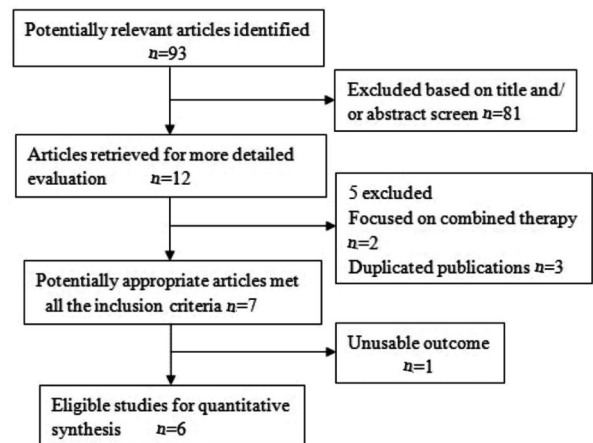 Potentially relevant articles identified
n=93
Excluded based on title and/
or abstract screen n=81
Articles retrieved for more detailed
evaluation n=12
5 excluded
Focused on combined therapy
n=2
Duplicated publications n=3
Potentially appropriate articles met
all the inclusion criteria n=7
Unusable outcome
n=1
Eligible studies for quantitative
synthesis n=6